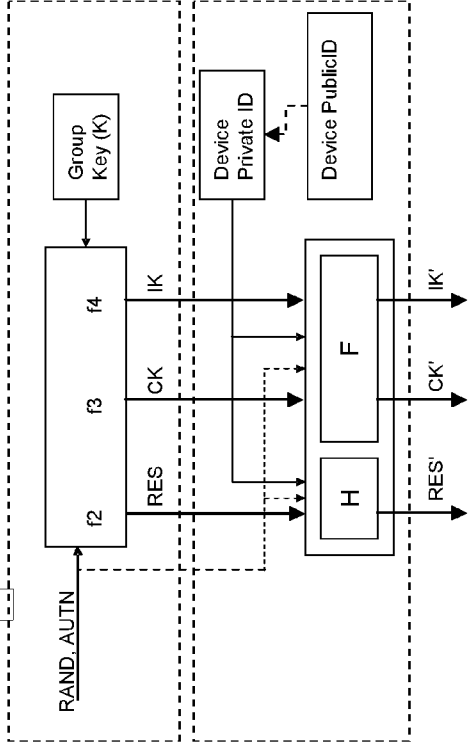 RAND, AUTN
f2
f3
f4
Group
Key (K)
RES
CK
IK
Device
Private ID
Device PublicID
H
F
RES'
CK'
IK'